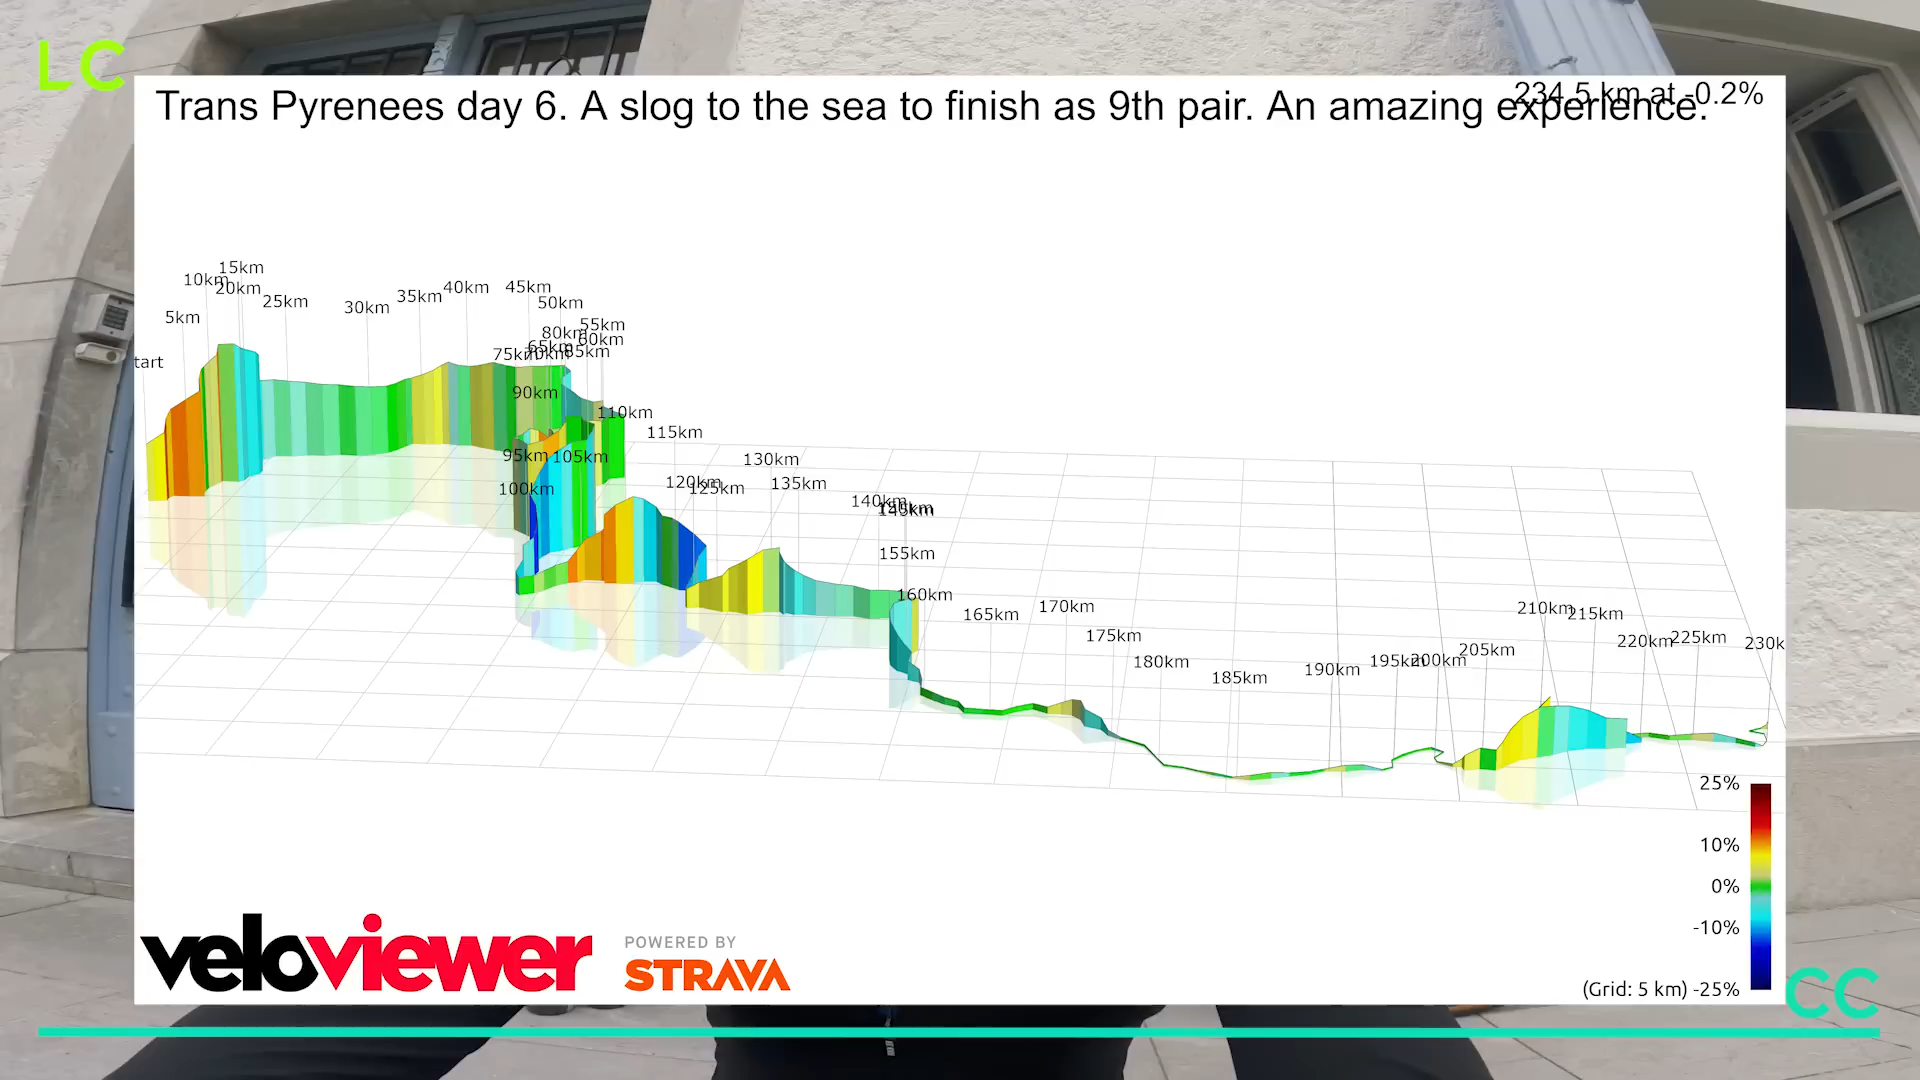 LC
Trans Pyrenees day 6. A slog to the sea to finish as 9th pair. An amazing experience.
234.5 km at -0.2%
15km
10km
20km
5km
25km
30km
35km
40km
45km
50km
55km
80km
60km
65km
75km
85km
tart
90km
110km
115km
95km
105km
130km
100km
120km
125km
135km
140km
145km
155km
160km
165km
170km
175km
180km
185km
190km
195km
200km
205km
210km
215km
220km
225km
230k
25%
10%
0%
-10%
(Grid: 5 km) -25%
veloviewer
POWERED BY
STRAVA
CC